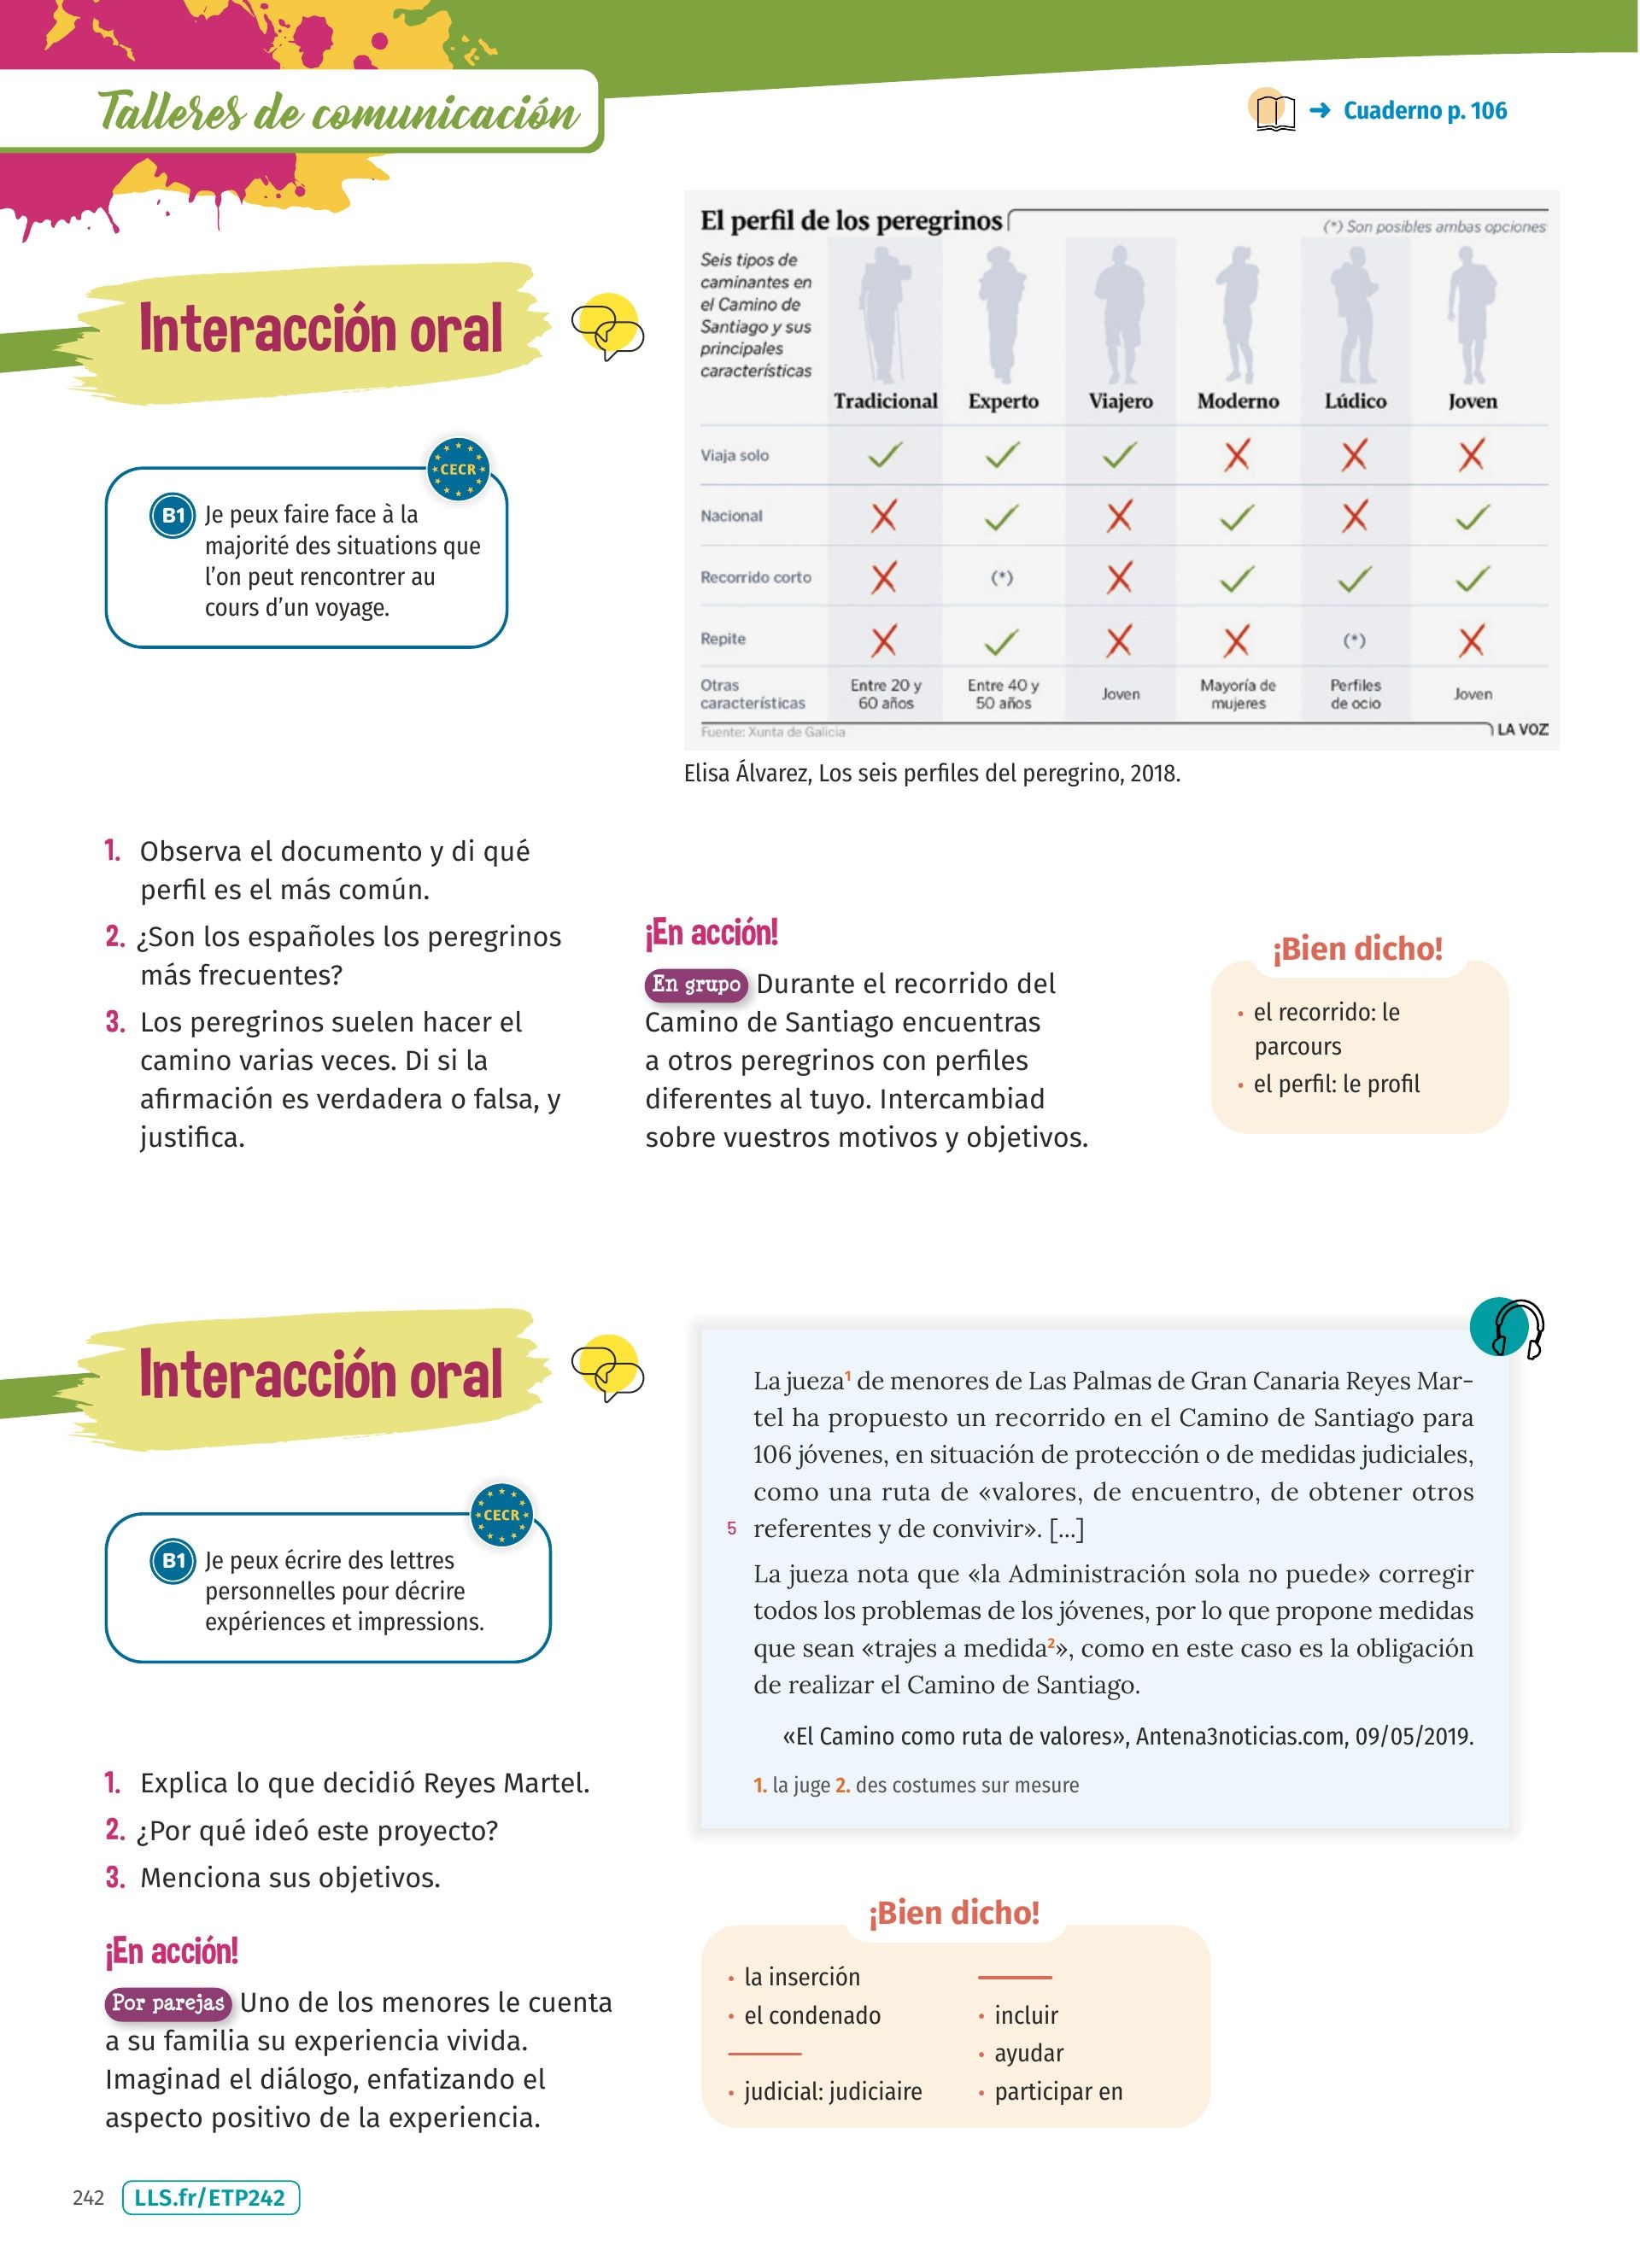 Talleres de comunicación
➜ Cuaderno p. 106
Interacción oral
CECR
B1 Je peux faire face à la
majorité des situations que
l'on peut rencontrer au
cours d'un voyage.
El perfil de los peregrinos
(*) Son posibles ambas opciones
Seis tipos de
caminantes en
el Camino de
Santiago y sus
principales
características
Tradicional Experto Viajero Moderno Lúdico Joven
Viaja solo
Nacional
Recorrido corto (*)
Repite (*)
Otras
características
Entre 20 y
60 años
Entre 40 y
50 años
Joven
Mayoría de
mujeres
Perfiles
de ocio
Joven
Fuente: Xunta de Galicia
LA VOZ
Elisa Álvarez, Los seis perfiles del peregrino, 2018.
1. Observa el documento y di qué
perfil es el más común.
2. ¿Son los españoles los peregrinos
más frecuentes?
3. Los peregrinos suelen hacer el
camino varias veces. Di si la
afirmación es verdadera o falsa, y
justifica.
¡En acción!
En grupo Durante el recorrido del
Camino de Santiago encuentras
a otros peregrinos con perfiles
diferentes al tuyo. Intercambiad
sobre vuestros motivos y objetivos.
¡Bien dicho!
• el recorrido: le
parcours
• el perfil: le profil
Interacción oral
CECR
B1 Je peux écrire des lettres
personnelles pour décrire
expériences et impressions.
La jueza1 de menores de Las Palmas de Gran Canaria Reyes Mar-
tel ha propuesto un recorrido en el Camino de Santiago para
106 jóvenes, en situación de protección o de medidas judiciales,
como una ruta de «valores, de encuentro, de obtener otros
5 referentes y de convivir». [...]
La jueza nota que «la Administración sola no puede» corregir
todos los problemas de los jóvenes, por lo que propone medidas
que sean «trajes a medida2», como en este caso es la obligación
de realizar el Camino de Santiago.
«El Camino como ruta de valores», Antena3noticias.com, 09/05/2019.
1. la juge 2. des costumes sur mesure
1. Explica lo que decidió Reyes Martel.
2. ¿Por qué ideó este proyecto?
3. Menciona sus objetivos.
¡En acción!
Por parejas Uno de los menores le cuenta
a su familia su experiencia vivida.
Imaginad el diálogo, enfatizando el
aspecto positivo de la experiencia.
¡Bien dicho!
• la inserción
• el condenado
• judicial: judiciaire
• incluir
• ayudar
• participar en
242 LLS.fr/ETP242